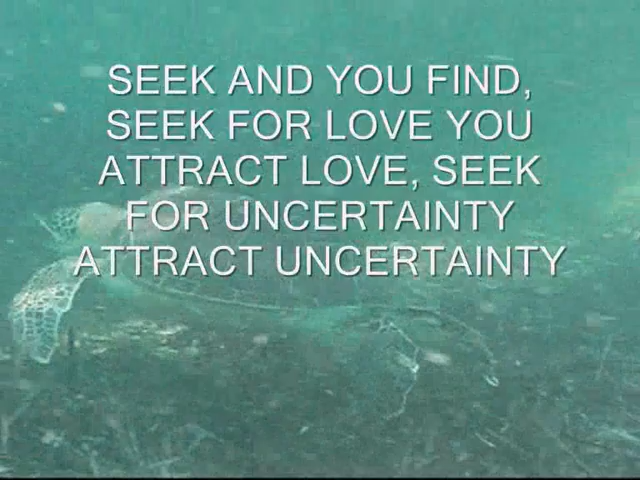 SEEK AND YOU FIND,
SEEK FOR LOVE YOU
ATTRACT LOVE, SEEK
FOR UNCERTAINTY
ATTRACT UNCERTAINTY